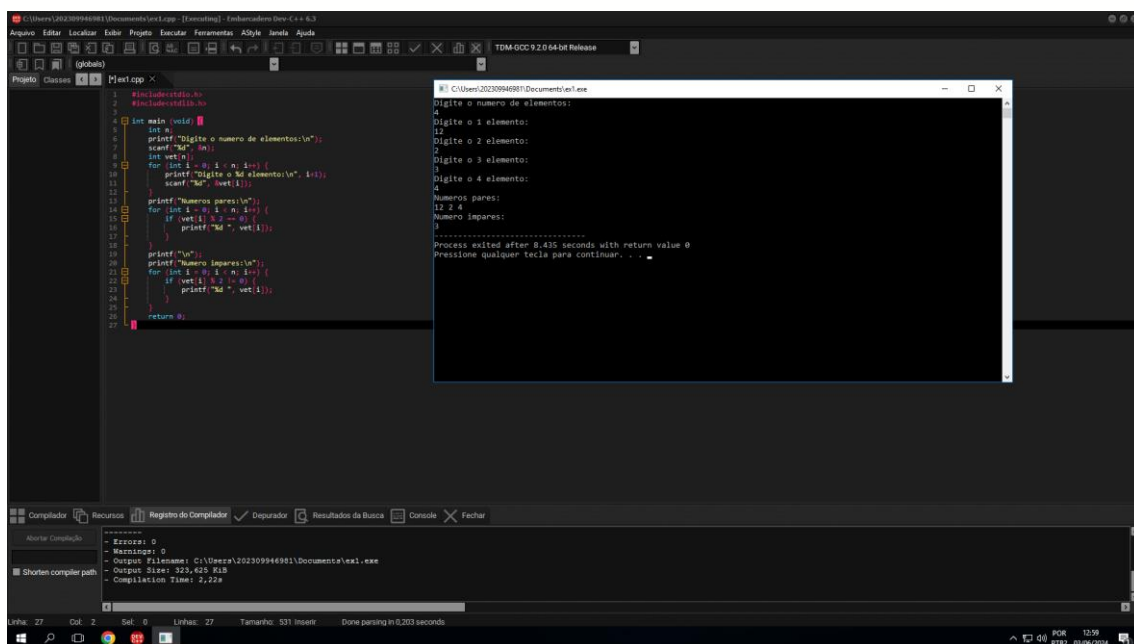 C:\Users\202309946981\Documents\ex1.cpp - [Executing] - Embarcadero Dev-C++ 6.3
Arquivo Editar Localizar Exibir Projeto Executar Ferramentas AStyle Janela Ajuda
TDM-GCC 9.2.0 64-bit Release
(globals)
Projeto Classes [*] ex1.cpp
1 #include<stdio.h>
2 #include<stdlib.h>
3
4 int main (void) {
5 int n;
6 printf("Digite o numero de elementos:\n");
7 scanf("%d", &n);
8 int vet[n];
9 for (int i = 0; i < n; i++) {
10 printf("Digite o %d elemento:\n", i+1);
11 scanf("%d", &vet[i]);
12 }
13 printf("Numeros pares:\n");
14 for (int i = 0; i < n; i++) {
15 if (vet[i] % 2 == 0) {
16 printf("%d ", vet[i]);
17 }
18 }
19 printf("\n");
20 printf("Numero impares:\n");
21 for (int i = 0; i < n; i++) {
22 if (vet[i] % 2 != 0) {
23 printf("%d ", vet[i]);
24 }
25 }
26 return 0;
27 }
C:\Users\202309946981\Documents\ex1.exe
Digite o numero de elementos:
4
Digite o 1 elemento:
12
Digite o 2 elemento:
2
Digite o 3 elemento:
3
Digite o 4 elemento:
4
Numeros pares:
12 2 4
Numero impares:
3
--------------------------------
Process exited after 8.435 seconds with return value 0
Pressione qualquer tecla para continuar. . .
Compilador Recursos Registro do Compilador Depurador Resultados da Busca Console Fechar
Abortar Compilação
Shorten compiler path
--------
- Errors: 0
- Warnings: 0
- Output Filename: C:\Users\202309946981\Documents\ex1.exe
- Output Size: 323,625 KiB
- Compilation Time: 2,22s
Linha: 27 Col: 2 Sel: 0 Linhas: 27 Tamanho: 531 Inserir Done parsing in 0,203 seconds
POR 12:59
PTB2 03/06/2024